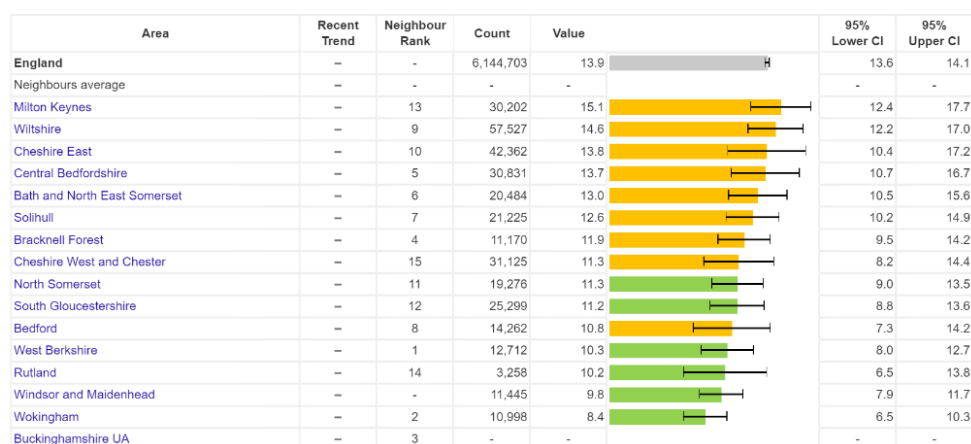 Area Recent Trend Neighbour Rank Count Value 95% Lower CI 95% Upper CI
England – - 6,144,703 13.9 13.6 14.1
Neighbours average – - - - - -
Milton Keynes – 13 30,202 15.1 12.4 17.7
Wiltshire – 9 57,527 14.6 12.2 17.0
Cheshire East – 10 42,362 13.8 10.4 17.2
Central Bedfordshire – 5 30,831 13.7 10.7 16.7
Bath and North East Somerset – 6 20,484 13.0 10.5 15.6
Solihull – 7 21,225 12.6 10.2 14.9
Bracknell Forest – 4 11,170 11.9 9.5 14.2
Cheshire West and Chester – 15 31,125 11.3 8.2 14.4
North Somerset – 11 19,276 11.3 9.0 13.5
South Gloucestershire – 12 25,299 11.2 8.8 13.6
Bedford – 8 14,262 10.8 7.3 14.2
West Berkshire – 1 12,712 10.3 8.0 12.7
Rutland – 14 3,258 10.2 6.5 13.8
Windsor and Maidenhead – - 11,445 9.8 7.9 11.7
Wokingham – 2 10,998 8.4 6.5 10.3
Buckinghamshire UA – 3 - - - -